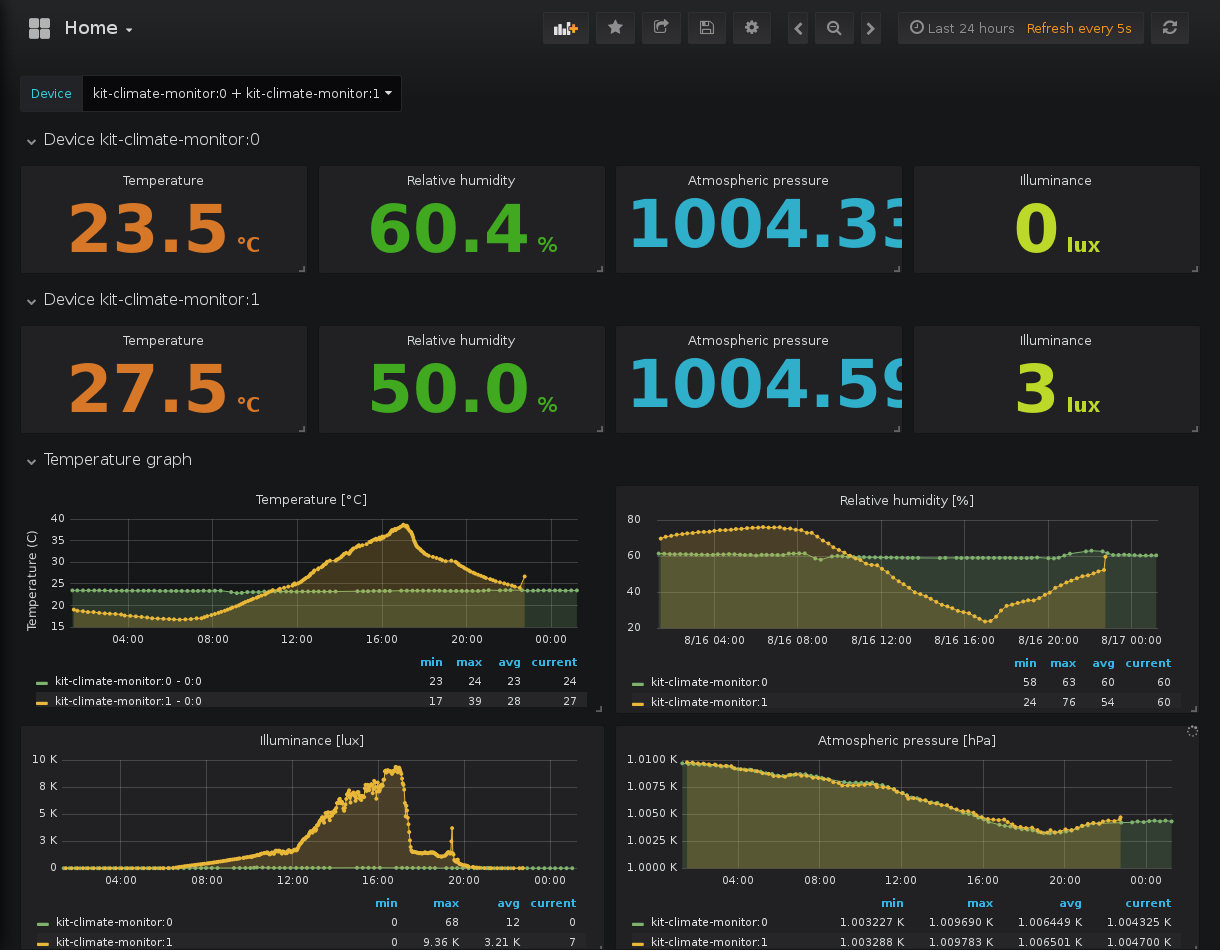 Home
Last 24 hours Refresh every 5s
Device kit-climate-monitor:0 + kit-climate-monitor:1
Device kit-climate-monitor:0
Temperature Relative humidity Atmospheric pressure Illuminance
23.5 °C 60.4 % 1004.33 0 lux
Device kit-climate-monitor:1
Temperature Relative humidity Atmospheric pressure Illuminance
27.5 °C 50.0 % 1004.59 3 lux
Temperature graph
Temperature [°C]
Temperature (C)
40
35
30
25
20
15
04:00 08:00 12:00 16:00 20:00 00:00
min max avg current
kit-climate-monitor:0 - 0:0 23 24 23 24
kit-climate-monitor:1 - 0:0 17 39 28 27
Relative humidity [%]
80
60
40
20
8/16 04:00 8/16 08:00 8/16 12:00 8/16 16:00 8/16 20:00 8/17 00:00
min max avg current
kit-climate-monitor:0 58 63 60 60
kit-climate-monitor:1 24 76 54 60
Illuminance [lux]
10 K
8 K
5 K
3 K
0
04:00 08:00 12:00 16:00 20:00 00:00
min max avg current
kit-climate-monitor:0 0 68 12 0
kit-climate-monitor:1 0 9.36 K 3.21 K 7
Atmospheric pressure [hPa]
1.0100 K
1.0075 K
1.0050 K
1.0025 K
1.0000 K
04:00 08:00 12:00 16:00 20:00 00:00
min max avg current
kit-climate-monitor:0 1.003227 K 1.009690 K 1.006449 K 1.004325 K
kit-climate-monitor:1 1.003288 K 1.009783 K 1.006501 K 1.004700 K